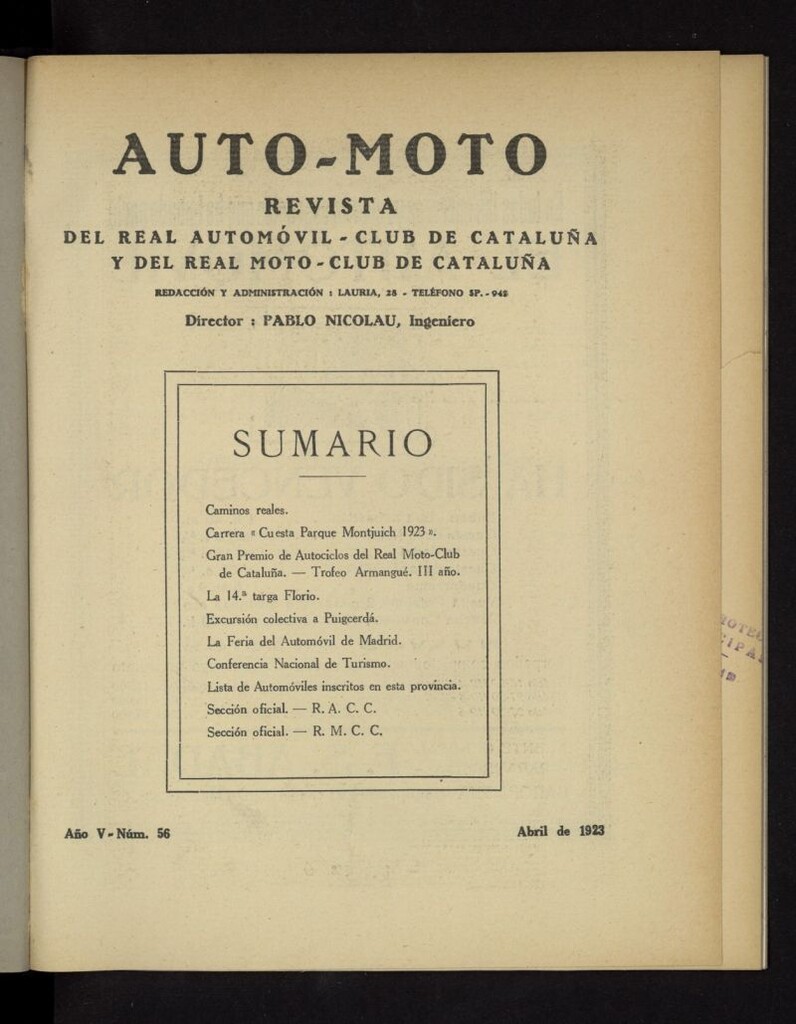 AUTO-MOTO
REVISTA
DEL REAL AUTOMÓVIL-CLUB DE CATALUÑA
Y DEL REAL MOTO-CLUB DE CATALUÑA
REDACCIÓN Y ADMINISTRACIÓN : LAURIA, 28 - TELÉFONO SP.-942
Director : PABLO NICOLAU, Ingeniero
SUMARIO
Caminos reales.
Carrera « Cuesta Parque Montjuich 1923 ».
Gran Premio de Autociclos del Real Moto-Club
de Cataluña. — Trofeo Armangué. III año.
La 14.ª targa Florio.
Excursión colectiva a Puigcerdá.
La Feria del Automóvil de Madrid.
Conferencia Nacional de Turismo.
Lista de Automóviles inscritos en esta provincia.
Sección oficial. — R. A. C. C.
Sección oficial. — R. M. C. C.
Año V-Núm. 56
Abril de 1923